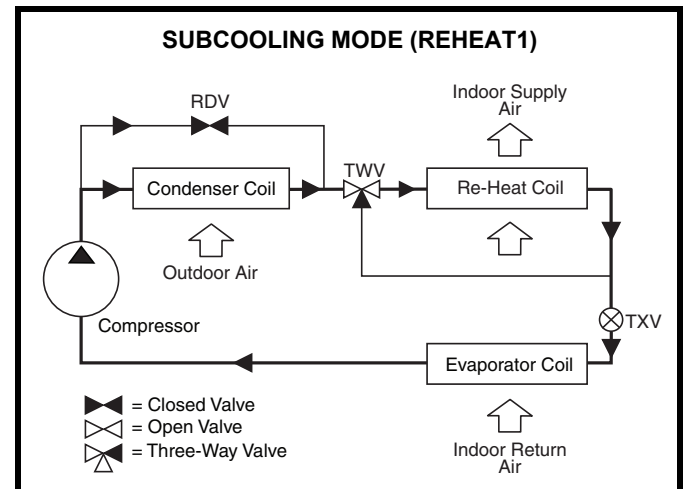 SUBCOOLING MODE (REHEAT1)
RDV
Indoor Supply
Air
TWV
Condenser Coil
Re-Heat Coil
Outdoor Air
Compressor
TXV
Evaporator Coil
= Closed Valve
= Open Valve
= Three-Way Valve
Indoor Return
Air